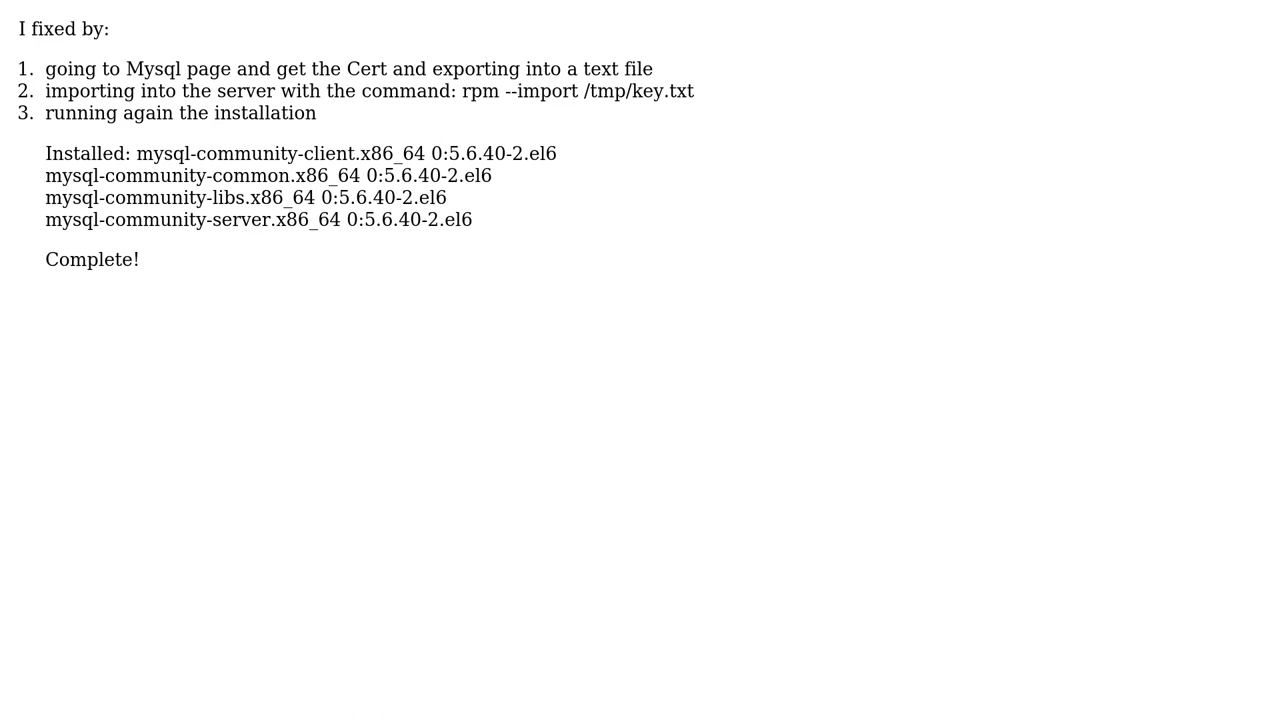 I fixed by:
1. going to Mysql page and get the Cert and exporting into a text file
2. importing into the server with the command: rpm --import /tmp/key.txt
3. running again the installation
Installed: mysql-community-client.x86_64 0:5.6.40-2.el6
mysql-community-common.x86_64 0:5.6.40-2.el6
mysql-community-libs.x86_64 0:5.6.40-2.el6
mysql-community-server.x86_64 0:5.6.40-2.el6
Complete!